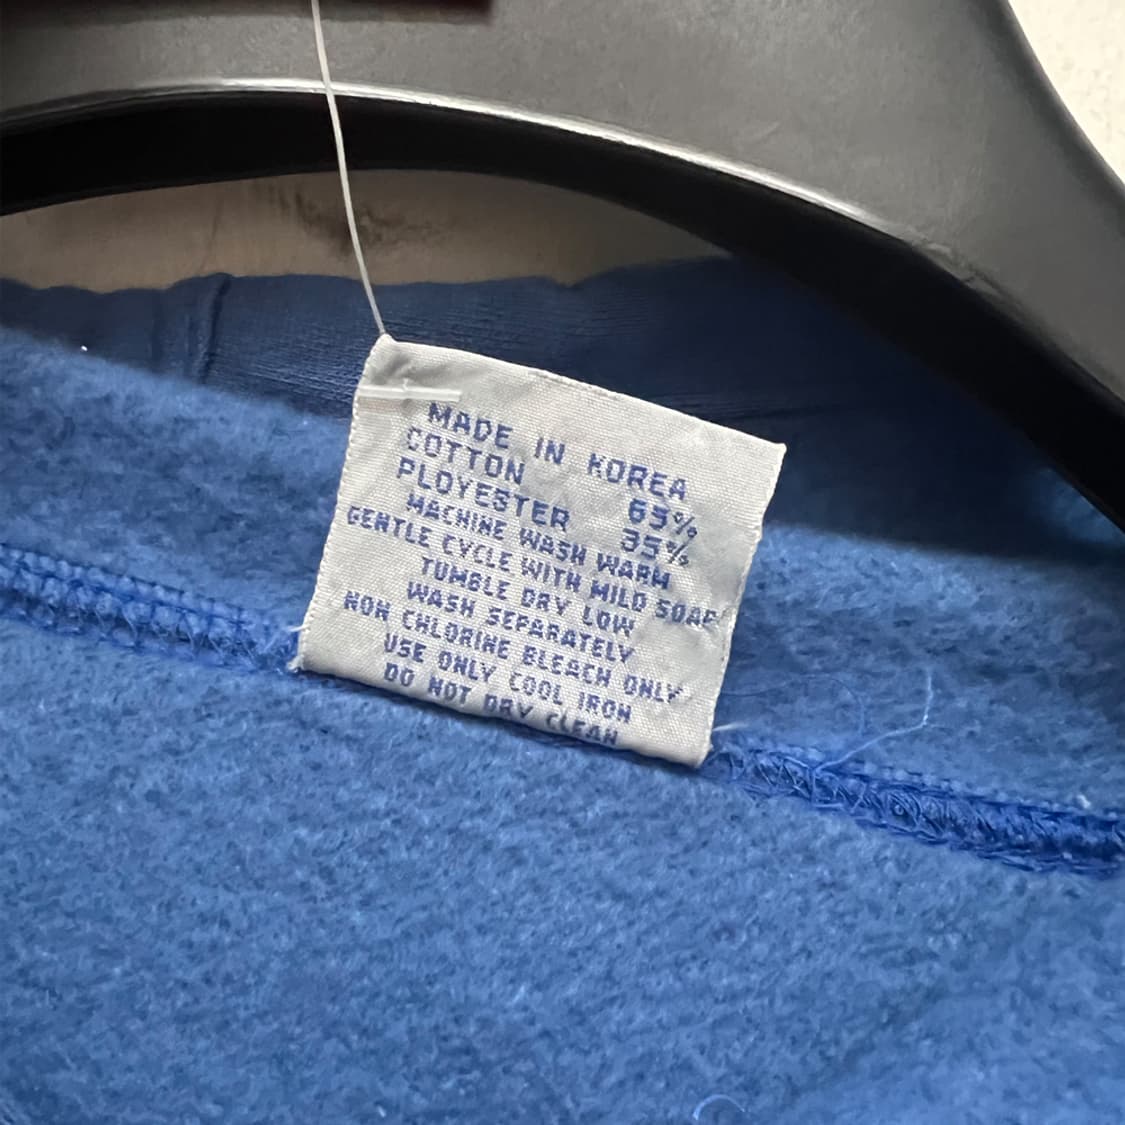 MADE IN KOREA
COTTON 65%
PLOYESTER 35%
MACHINE WASH WARM
GENTLE CYCLE WITH MILD SOAP
TUMBLE DRY LOW
WASH SEPARATELY
NON CHLORINE BLEACH ONLY
USE ONLY COOL IRON
DO NOT DRY CLEAN